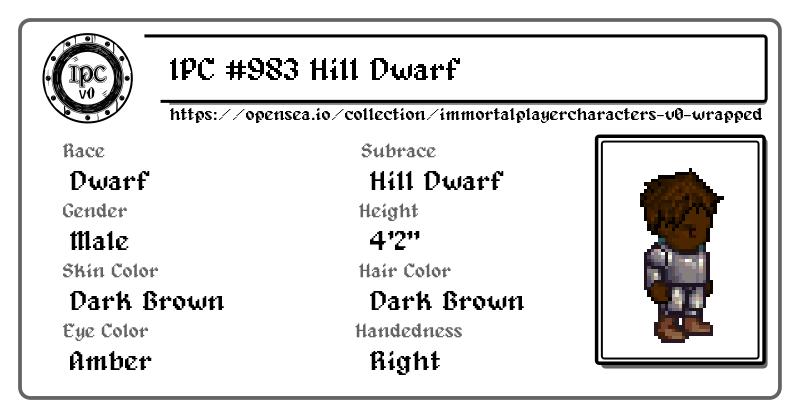 IPC
v0
IPC #983 Hill Dwarf
https://opensea.io/collection/immortalplayercharacters-v0-wrapped
Race
Subrace
Dwarf
Hill Dwarf
Gender
Height
Male
4'2"
Skin Color
Hair Color
Dark Brown
Dark Brown
Eye Color
Handedness
Amber
Right